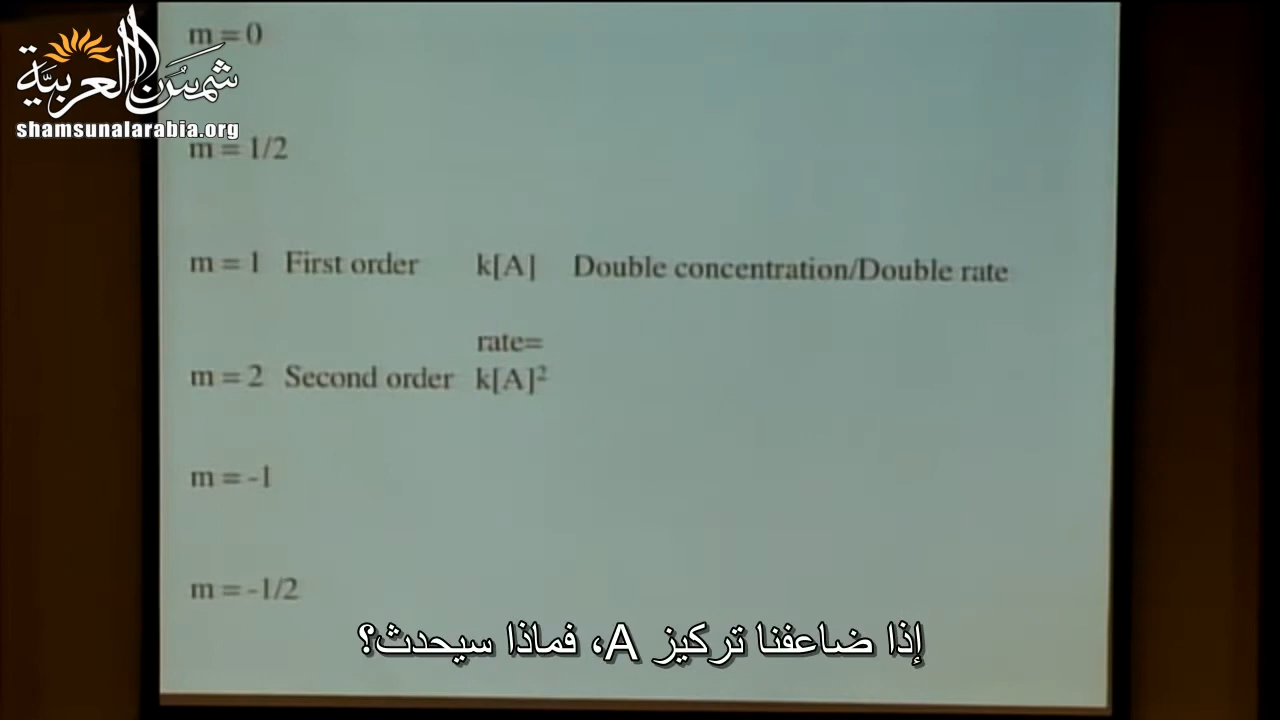 شمس العربية
shamsunalarabia.org
m = 0
m = 1/2
m = 1 First order k[A] Double concentration/Double rate
rate=
m = 2 Second order k[A]²
m = -1
m = -1/2
إذا ضاعفنا تركيز A، فماذا سيحدث؟